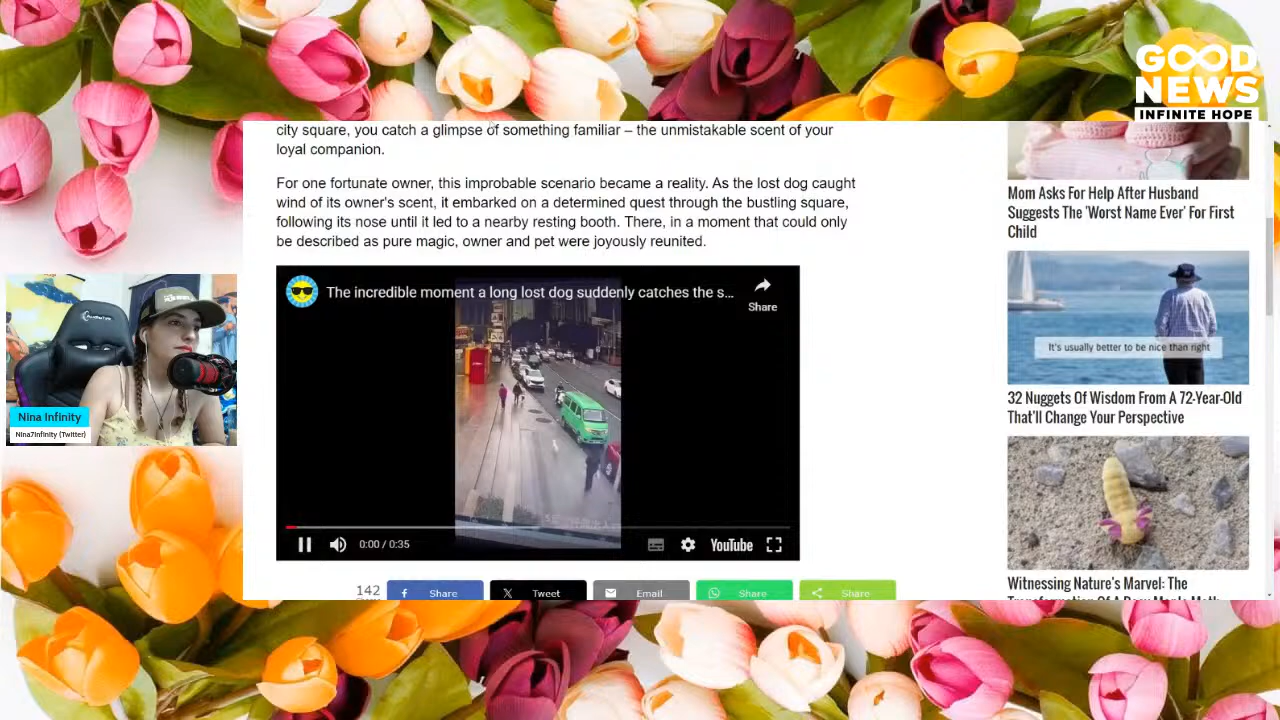 GOOD
NEWS
INFINITE HOPE
city square, you catch a glimpse of something familiar – the unmistakable scent of your
loyal companion.
For one fortunate owner, this improbable scenario became a reality. As the lost dog caught
wind of its owner's scent, it embarked on a determined quest through the bustling square,
following its nose until it led to a nearby resting booth. There, in a moment that could only
be described as pure magic, owner and pet were joyously reunited.
The incredible moment a long lost dog suddenly catches the s...
Share
0:00 / 0:35
YouTube
142
Share
Tweet
Email
Share
Share
Mom Asks For Help After Husband
Suggests The 'Worst Name Ever' For First
Child
It's usually better to be nice than right
32 Nuggets Of Wisdom From A 72-Year-Old
That'll Change Your Perspective
Witnessing Nature's Marvel: The
Nina Infinity
Nina7Infinity (Twitter)